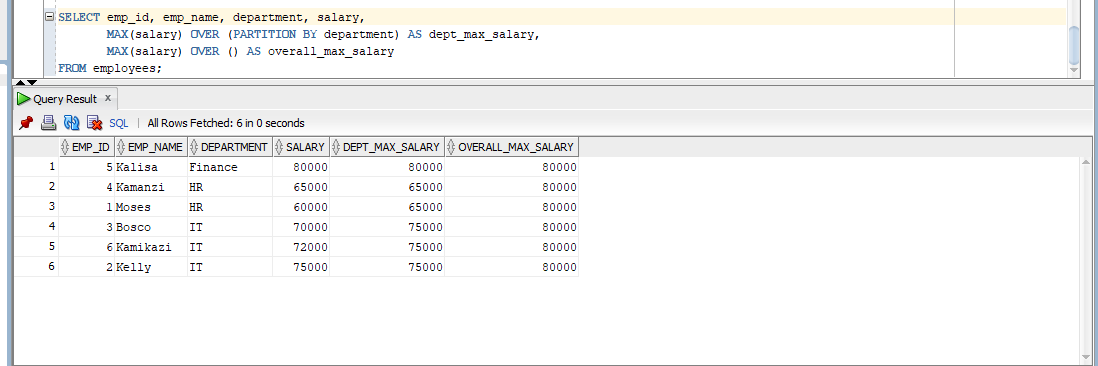 SELECT emp_id, emp_name, department, salary,
MAX(salary) OVER (PARTITION BY department) AS dept_max_salary,
MAX(salary) OVER () AS overall_max_salary
FROM employees;
Query Result x
SQL | All Rows Fetched: 6 in 0 seconds
EMP_ID EMP_NAME DEPARTMENT SALARY DEPT_MAX_SALARY OVERALL_MAX_SALARY
1 5 Kalisa Finance 80000 80000 80000
2 4 Kamanzi HR 65000 65000 80000
3 1 Moses HR 60000 65000 80000
4 3 Bosco IT 70000 75000 80000
5 6 Kamikazi IT 72000 75000 80000
6 2 Kelly IT 75000 75000 80000